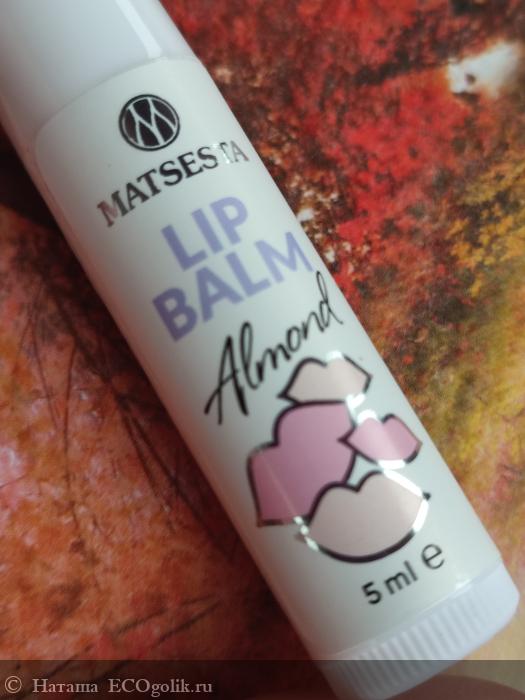 MATSESTA
LIP
BALM
Almond
5 ml e
© Наташа ECOgolik.ru